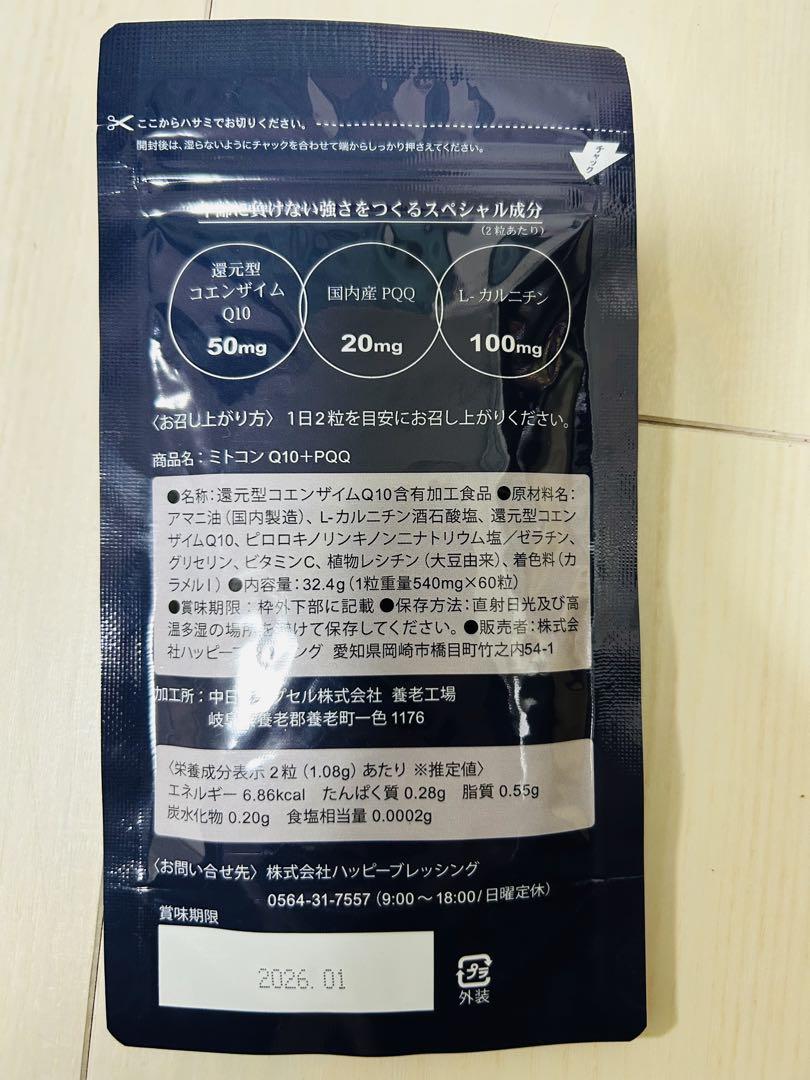 ここからハサミでお切りください。
開封後は、湿らないようにチャックを合わせて端からしっかり押さえてください。
チャック
に負けない強さをつくるスペシャル成分
(2粒あたり)
還元型
コエンザイム
Q10
50mg
国内産 PQQ
20mg
L-カルニチン
100mg
〈お召し上がり方〉 1日2粒を目安にお召し上がりください。
商品名：ミトコン Q10＋PQQ
●名称：還元型コエンザイムQ10含有加工食品 ●原材料名：
アマニ油（国内製造）、L-カルニチン酒石酸塩、還元型コエン
ザイムQ10、ピロロキノリンキノン二ナトリウム塩／ゼラチン、
グリセリン、ビタミンC、植物レシチン（大豆由来）、着色料（カ
ラメルI）●内容量：32.4g（1粒重量540mg×60粒）
●賞味期限：枠外下部に記載 ●保存方法：直射日光及び高
温多湿の場所を避けて保存してください。●販売者：株式会
社ハッピーブレッシング 愛知県岡崎市橋目町竹之内54-1
加工所：中日 セル株式会社 養老工場
岐阜県養老郡養老町一色 1176
〈栄養成分表示 2粒（1.08g）あたり ※推定値〉
エネルギー 6.86kcal たんぱく質 0.28g 脂質 0.55g
炭水化物 0.20g 食塩相当量 0.0002g
〈お問い合せ先〉株式会社ハッピーブレッシング
0564-31-7557（9:00～18:00/日曜定休）
賞味期限
2026.01
プラ
外装